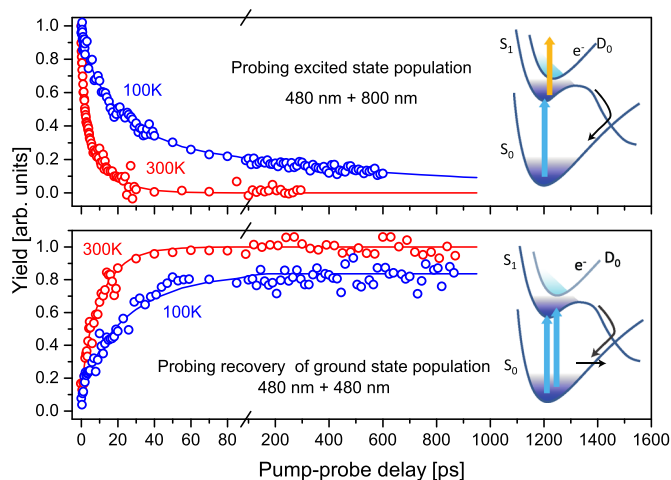 1.0
0.8
0.6
0.4
0.2
0.0
100K
300K
Probing excited state population
480 nm + 800 nm
S1
e-
D0
S0
Yield [arb. units]
1.0
0.8
0.6
0.4
0.2
0.0
300K
100K
Probing recovery of ground state population
480 nm + 480 nm
S1
e-
D0
S0
0 20 40 60 80 400 600 800 1000 1200 1400 1600
Pump-probe delay [ps]